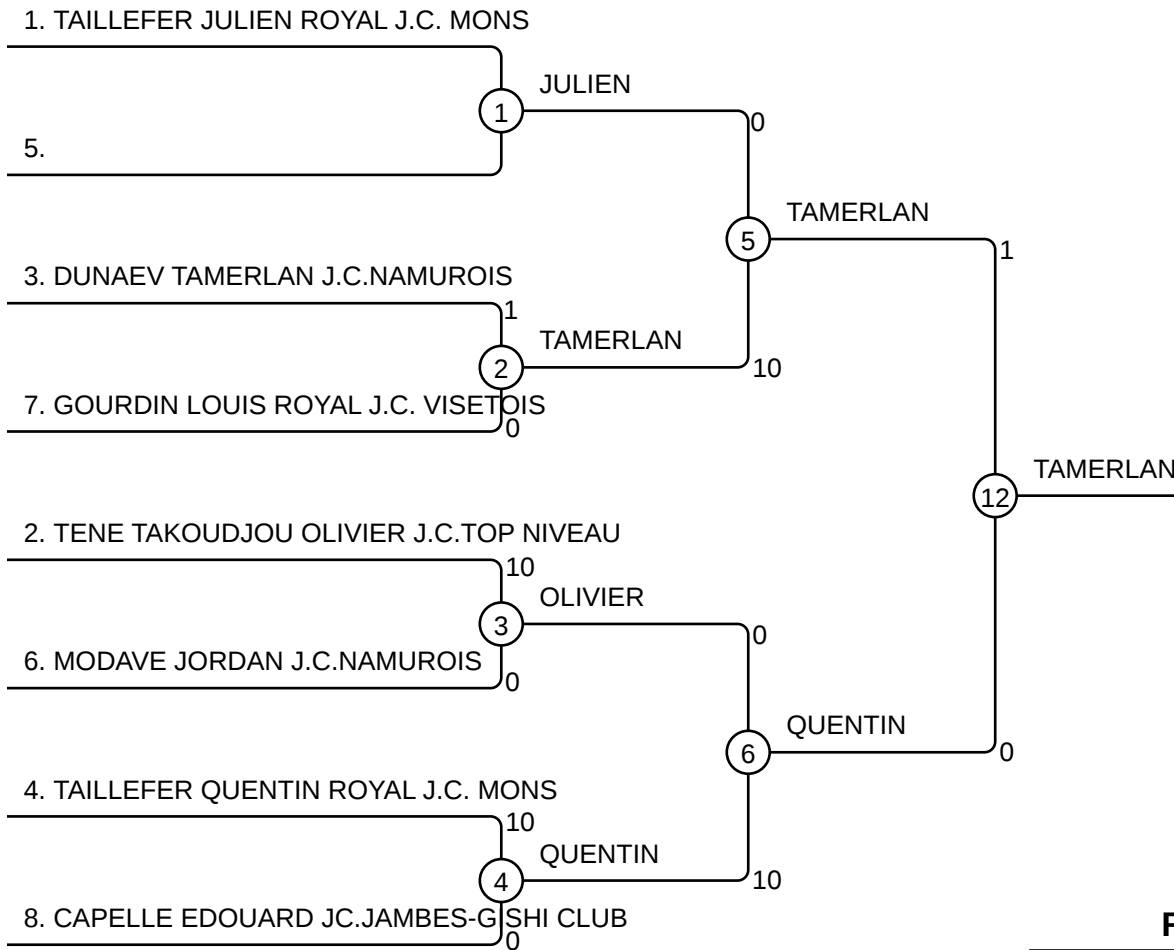 1. TAILLEFER JULIEN ROYAL J.C. MONS
JULIEN
1
0
5.
TAMERLAN
5
1
3. DUNAEV TAMERLAN J.C.NAMUROIS
1
TAMERLAN
2
10
7. GOURDIN LOUIS ROYAL J.C. VISETOIS
0
TAMERLAN
12
2. TENE TAKOUDJOU OLIVIER J.C.TOP NIVEAU
10
OLIVIER
3
0
6. MODAVE JORDAN J.C.NAMUROIS
0
QUENTIN
6
0
4. TAILLEFER QUENTIN ROYAL J.C. MONS
10
QUENTIN
4
10
8. CAPELLE EDOUARD JC.JAMBES-GISHI CLUB
0